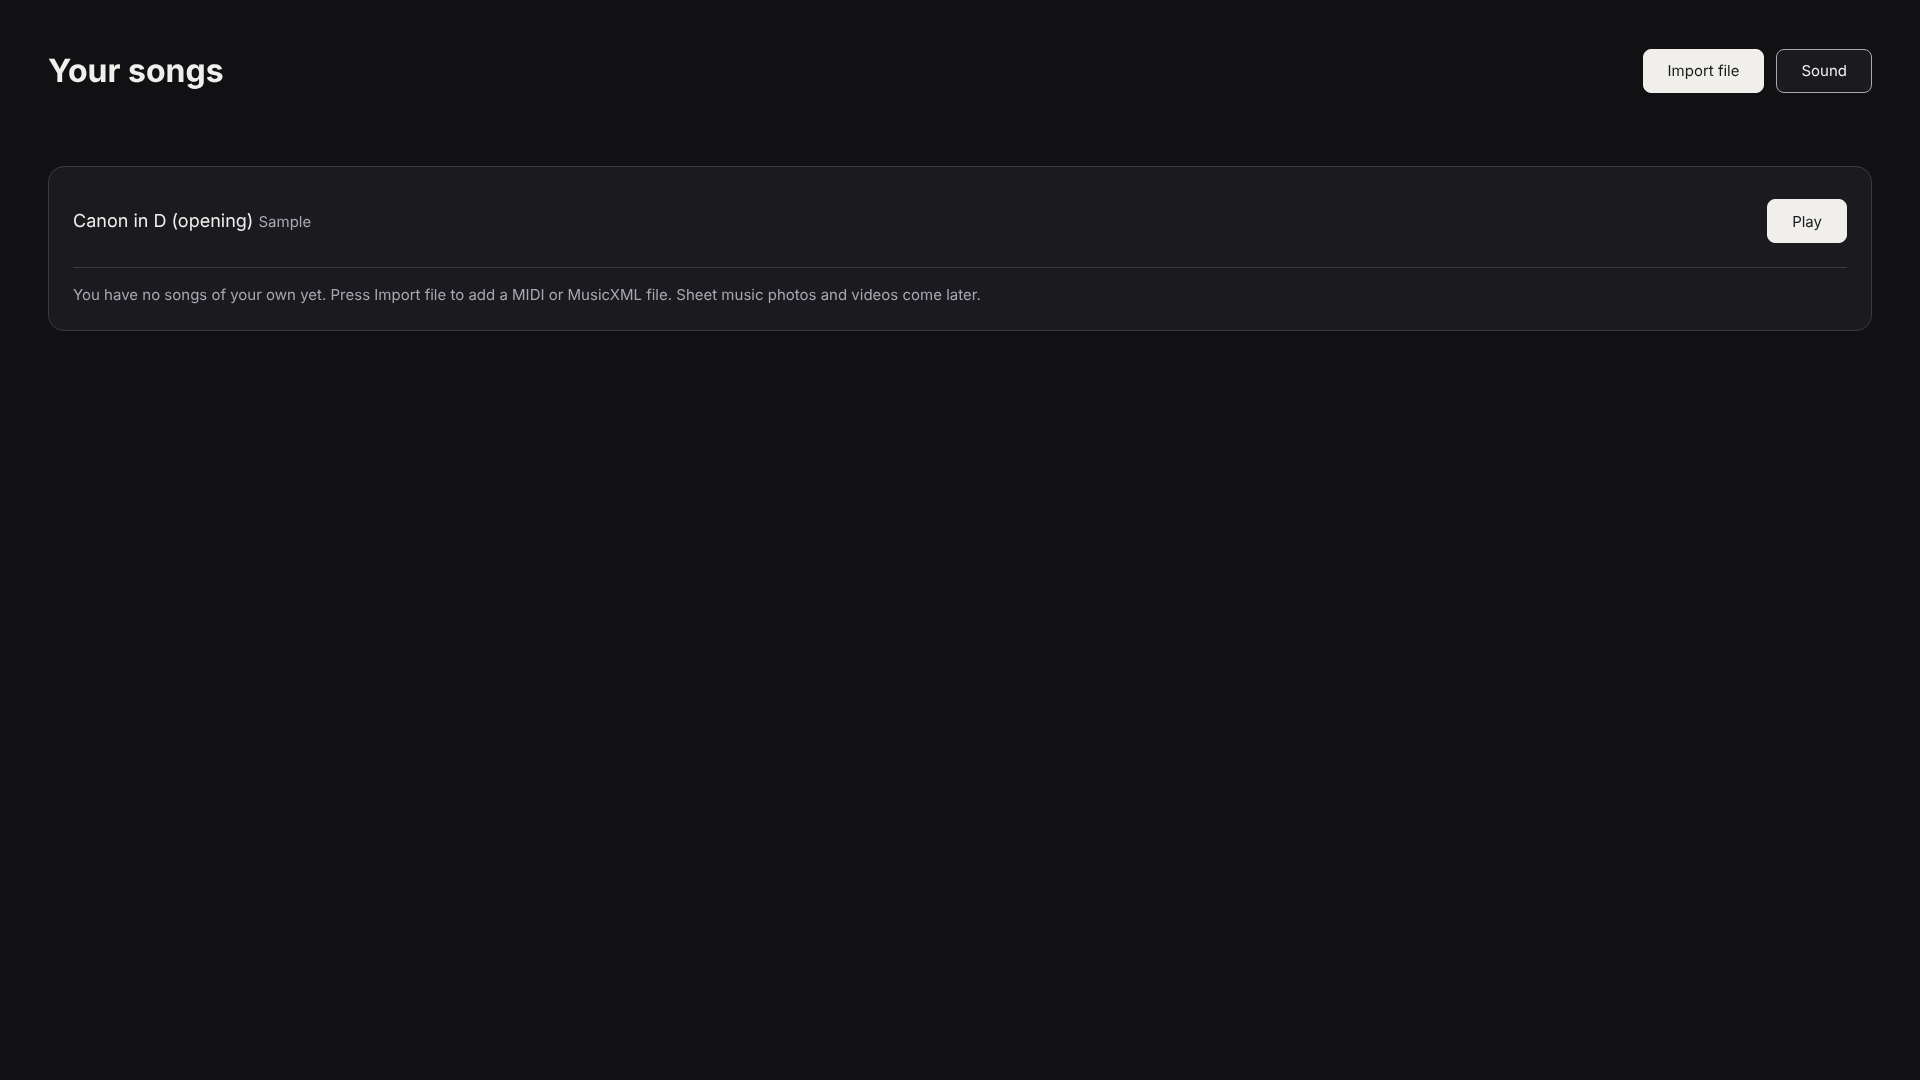 Your songs
Import file
Sound
Canon in D (opening) Sample
Play
You have no songs of your own yet. Press Import file to add a MIDI or MusicXML file. Sheet music photos and videos come later.